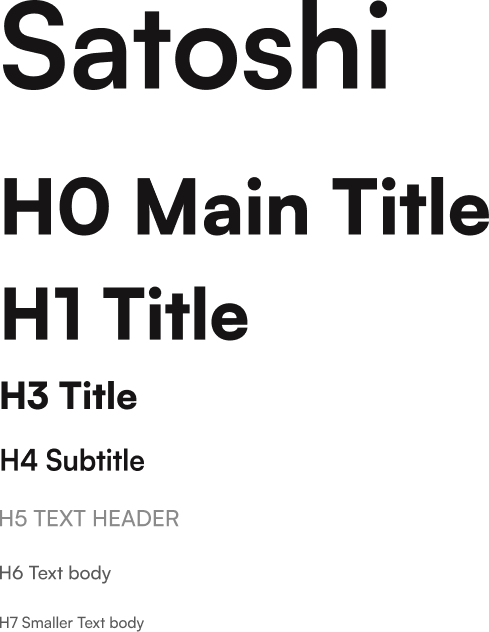 Satoshi
H0 Main Title
H1 Title
H3 Title
H4 Subtitle
H5 TEXT HEADER
H6 Text body
H7 Smaller Text body